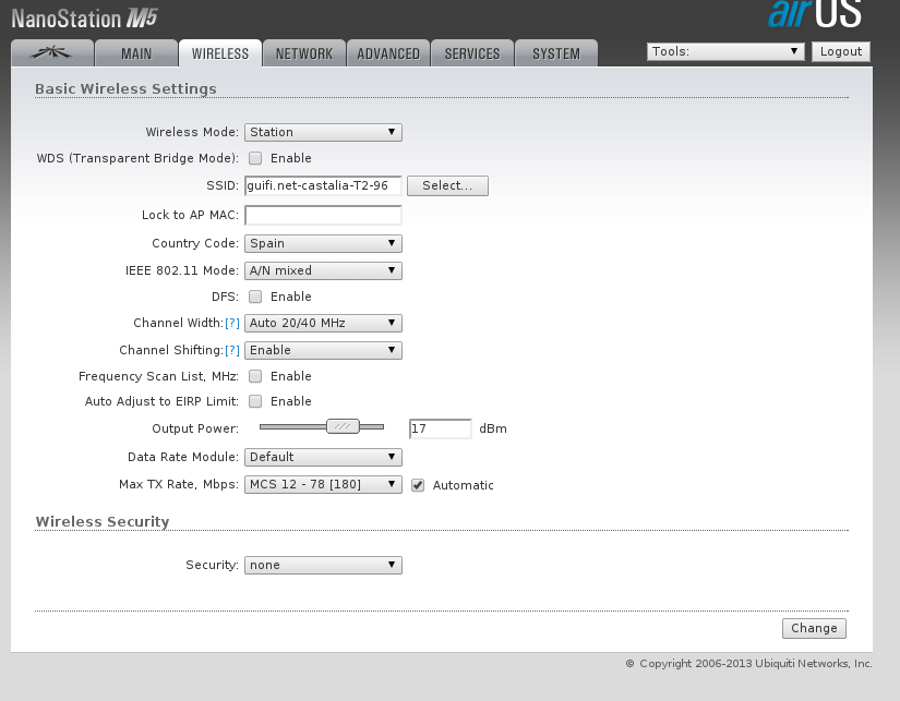 NanoStation M5
air US
MAIN WIRELESS NETWORK ADVANCED SERVICES SYSTEM Tools: Logout
Basic Wireless Settings
Wireless Mode: Station
WDS (Transparent Bridge Mode): Enable
SSID: guifi.net-castalia-T2-96 Select...
Lock to AP MAC:
Country Code: Spain
IEEE 802.11 Mode: A/N mixed
DFS: Enable
Channel Width:[?] Auto 20/40 MHz
Channel Shifting:[?] Enable
Frequency Scan List, MHz: Enable
Auto Adjust to EIRP Limit: Enable
Output Power: 17 dBm
Data Rate Module: Default
Max TX Rate, Mbps: MCS 12 - 78 [180] Automatic
Wireless Security
Security: none
Change
© Copyright 2006-2013 Ubiquiti Networks, Inc.